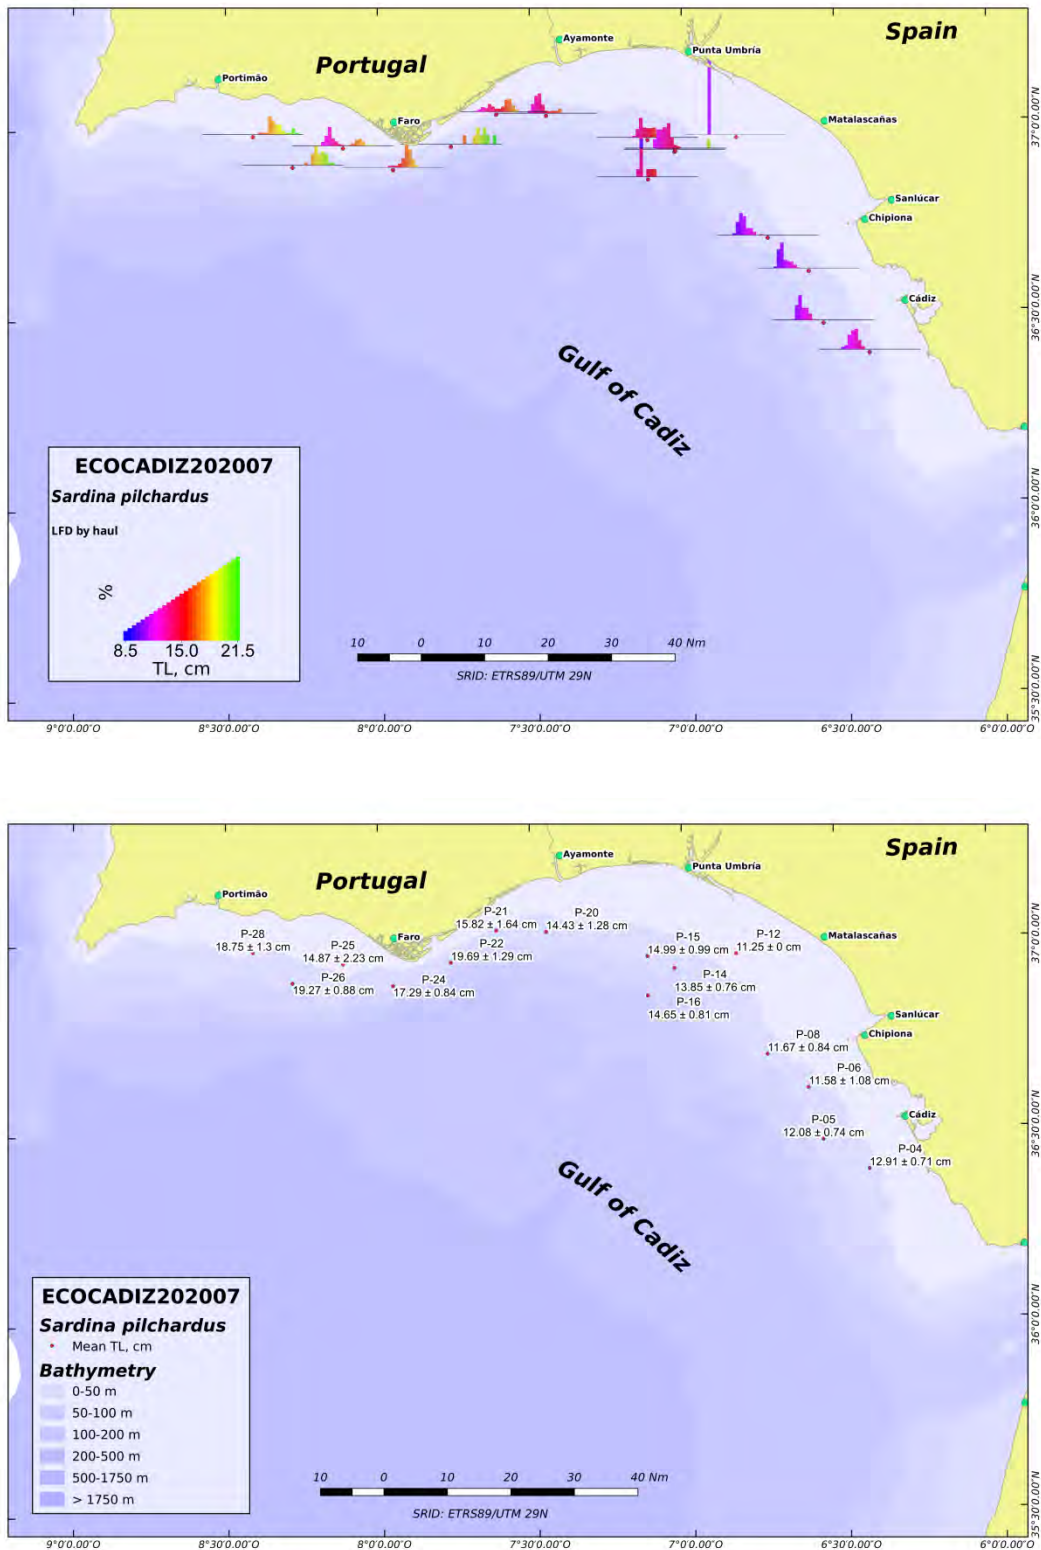 Spain
Ayamonte
Punta Umbría
Portugal
Portimão
Faro
Matalascañas
37°0'0.00"N
Sanlúcar
Chipiona
Cádiz
36°30'0.00"N
Gulf of Cadiz
ECOCADIZ202007
Sardina pilchardus
LFD by haul
%
8.5 15.0 21.5
TL, cm
36°0'0.00"N
10 0 10 20 30 40 Nm
SRID: ETRS89/UTM 29N
35°30'0.00"N
9°0'0.00"O 8°30'0.00"O 8°0'0.00"O 7°30'0.00"O 7°0'0.00"O 6°30'0.00"O 6°0'0.00"O
Spain
Ayamonte
Punta Umbría
Portugal
Portimão
Faro
Matalascañas
P-28
18.75 ± 1.3 cm
P-25
14.87 ± 2.23 cm
P-26
19.27 ± 0.88 cm
P-24
17.29 ± 0.84 cm
P-21
15.82 ± 1.64 cm
P-20
14.43 ± 1.28 cm
P-22
19.69 ± 1.29 cm
P-15
14.99 ± 0.99 cm
P-12
11.25 ± 0 cm
P-14
13.85 ± 0.76 cm
P-16
14.65 ± 0.81 cm
37°0'0.00"N
Sanlúcar
Chipiona
P-08
11.67 ± 0.84 cm
P-06
11.58 ± 1.08 cm
Cádiz
P-05
12.08 ± 0.74 cm
P-04
12.91 ± 0.71 cm
36°30'0.00"N
Gulf of Cadiz
ECOCADIZ202007
Sardina pilchardus
Mean TL, cm
Bathymetry
0-50 m
50-100 m
100-200 m
200-500 m
500-1750 m
> 1750 m
36°0'0.00"N
10 0 10 20 30 40 Nm
SRID: ETRS89/UTM 29N
35°30'0.00"N
9°0'0.00"O 8°30'0.00"O 8°0'0.00"O 7°30'0.00"O 7°0'0.00"O 6°30'0.00"O 6°0'0.00"O